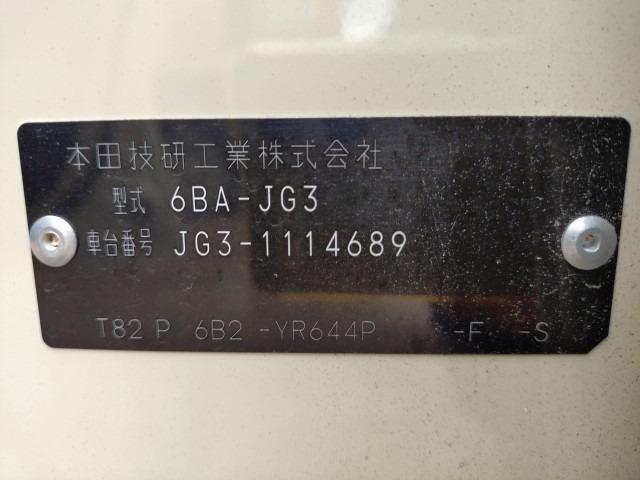 本田技研工業株式会社
型式 6BA-JG3
車台番号 JG3-1114689
T82 P 6B2 -YR644P -F -S